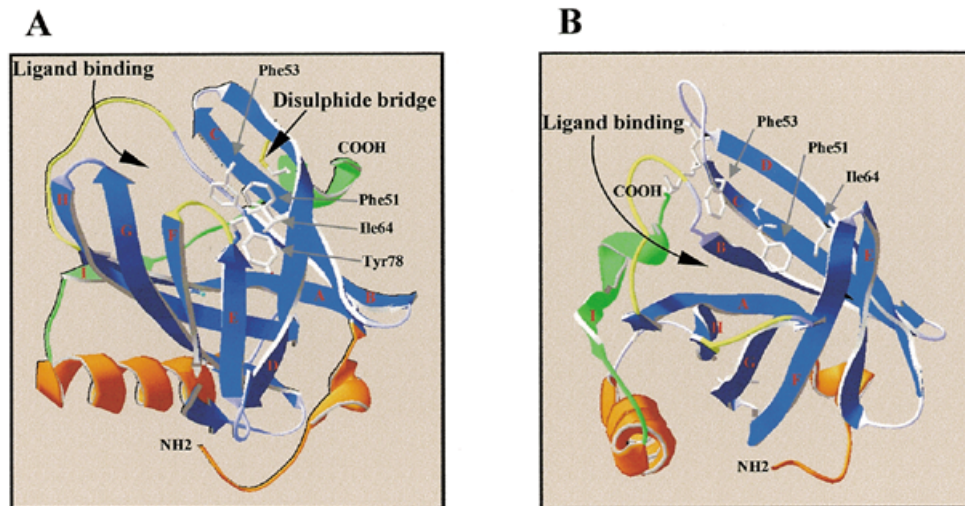 A
Ligand binding
Phe53
Disulphide bridge
COOH
Phe51
Ile64
Tyr78
C
H
G
F
I
E
A
B
D
NH2
B
Ligand binding
COOH
Phe53
Phe51
Ile64
D
C
B
E
A
I
H
G
F
NH2